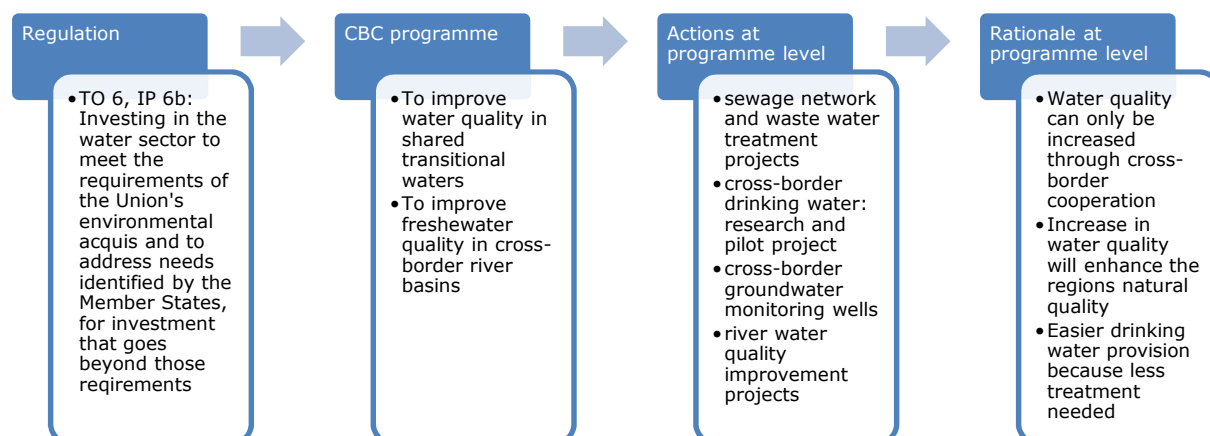 Regulation
•TO 6, IP 6b:
Investing in the
water sector to
meet the
requirements of
the Union's
environmental
acquis and to
address needs
identified by the
Member States,
for investment
that goes
beyond those
reqirements
CBC programme
•To improve
water quality in
shared
transitional
waters
•To improve
freshewater
quality in cross-
border river
basins
Actions at
programme level
•sewage network
and waste water
treatment
projects
•cross-border
drinking water:
research and
pilot project
•cross-border
groundwater
monitoring wells
•river water
quality
improvement
projects
Rationale at
programme level
•Water quality
can only be
increased
through cross-
border
cooperation
•Increase in
water quality
will enhance the
regions natural
quality
•Easier drinking
water provision
because less
treatment
needed